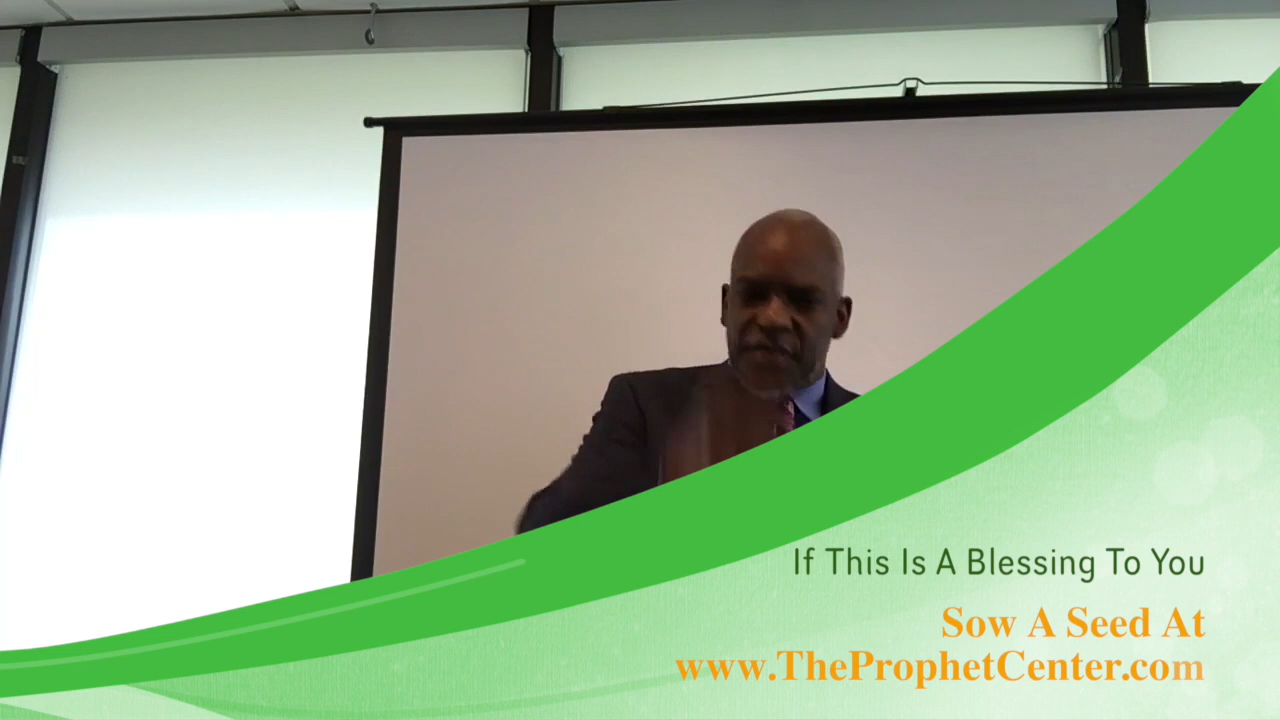 If This Is A Blessing To You
Sow A Seed At
www.TheProphetCenter.com